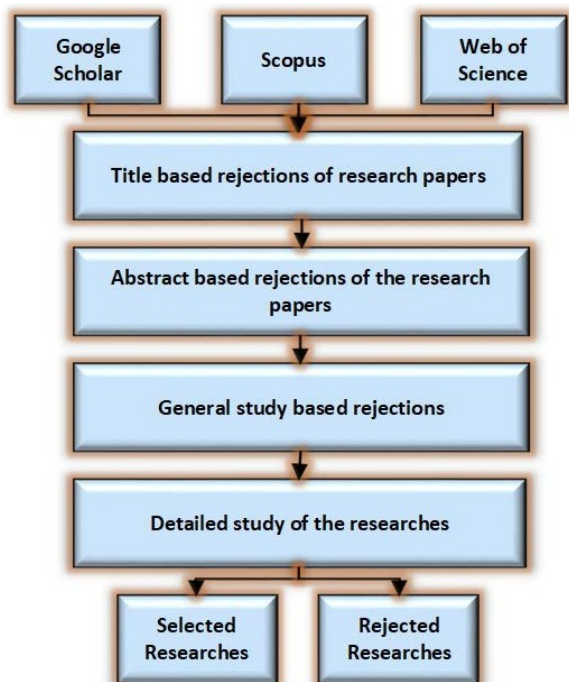 Google
Scholar
Scopus
Web of
Science
Title based rejections of research papers
Abstract based rejections of the research
papers
General study based rejections
Detailed study of the researches
Selected
Researches
Rejected
Researches